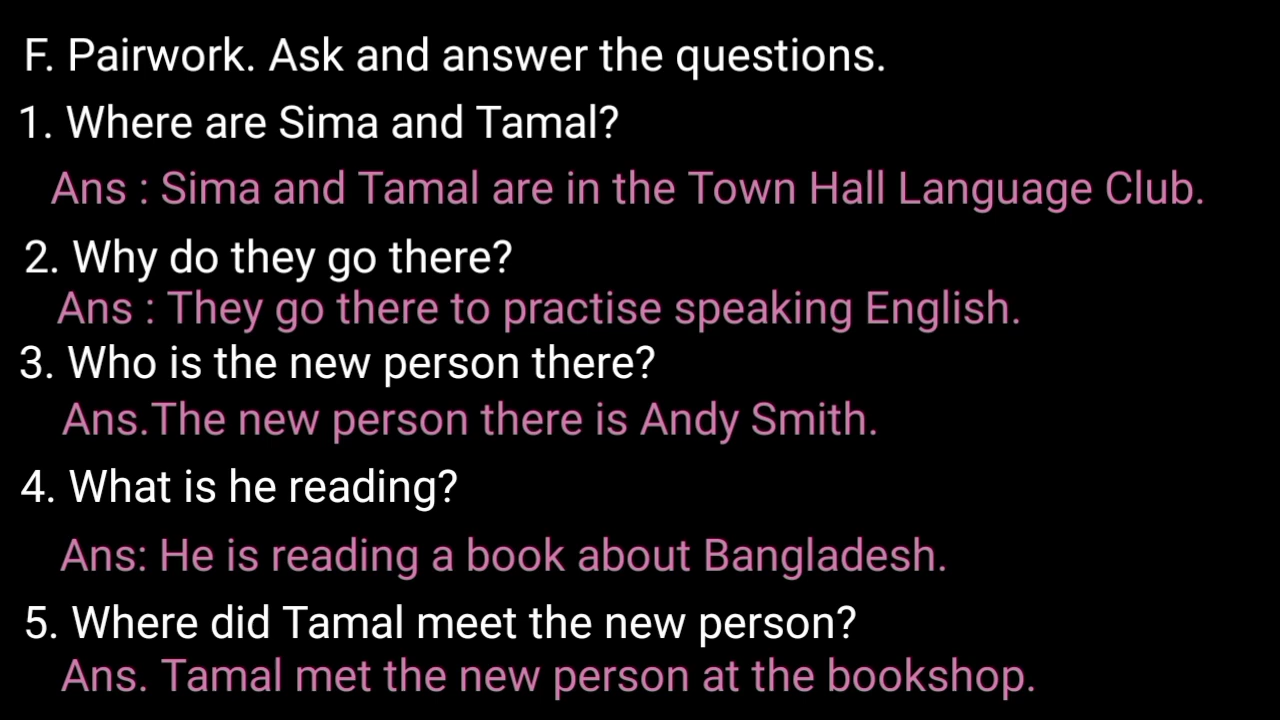 F. Pairwork. Ask and answer the questions.
1. Where are Sima and Tamal?
Ans : Sima and Tamal are in the Town Hall Language Club.
2. Why do they go there?
Ans : They go there to practise speaking English.
3. Who is the new person there?
Ans.The new person there is Andy Smith.
4. What is he reading?
Ans: He is reading a book about Bangladesh.
5. Where did Tamal meet the new person?
Ans. Tamal met the new person at the bookshop.